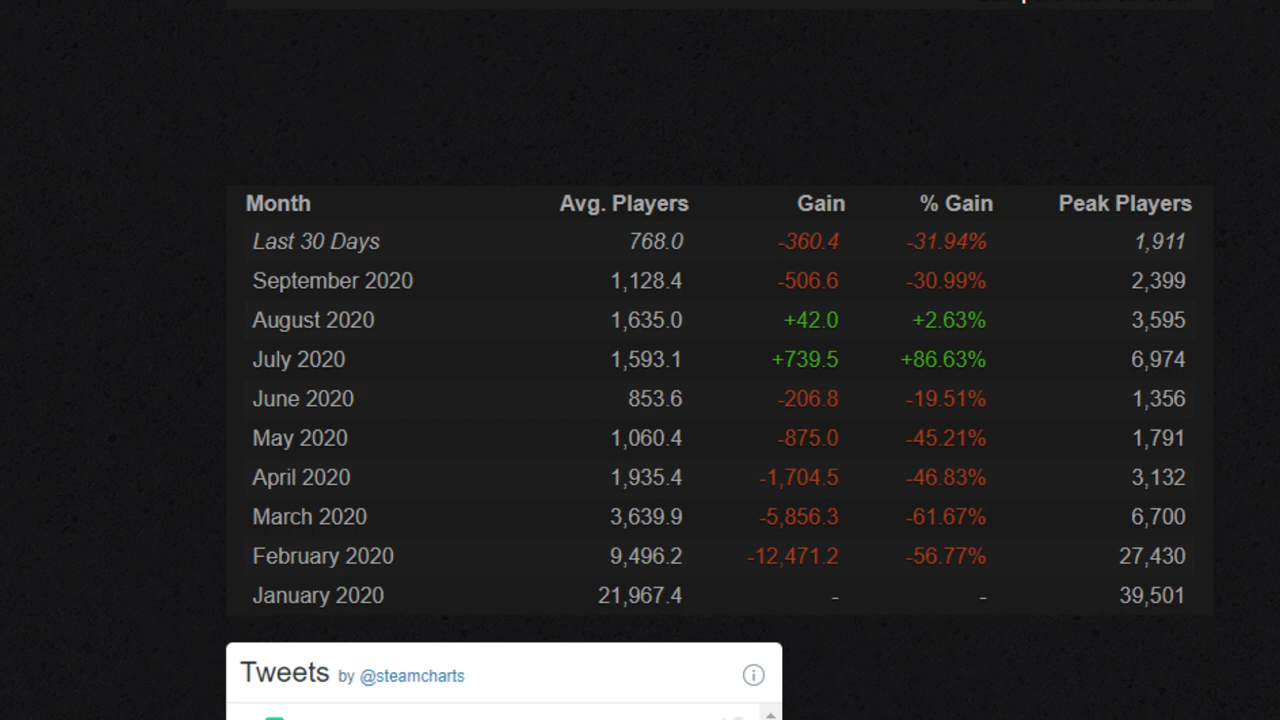 Month Avg. Players Gain % Gain Peak Players
Last 30 Days 768.0 -360.4 -31.94% 1,911
September 2020 1,128.4 -506.6 -30.99% 2,399
August 2020 1,635.0 +42.0 +2.63% 3,595
July 2020 1,593.1 +739.5 +86.63% 6,974
June 2020 853.6 -206.8 -19.51% 1,356
May 2020 1,060.4 -875.0 -45.21% 1,791
April 2020 1,935.4 -1,704.5 -46.83% 3,132
March 2020 3,639.9 -5,856.3 -61.67% 6,700
February 2020 9,496.2 -12,471.2 -56.77% 27,430
January 2020 21,967.4 - - 39,501
Tweets by @steamcharts